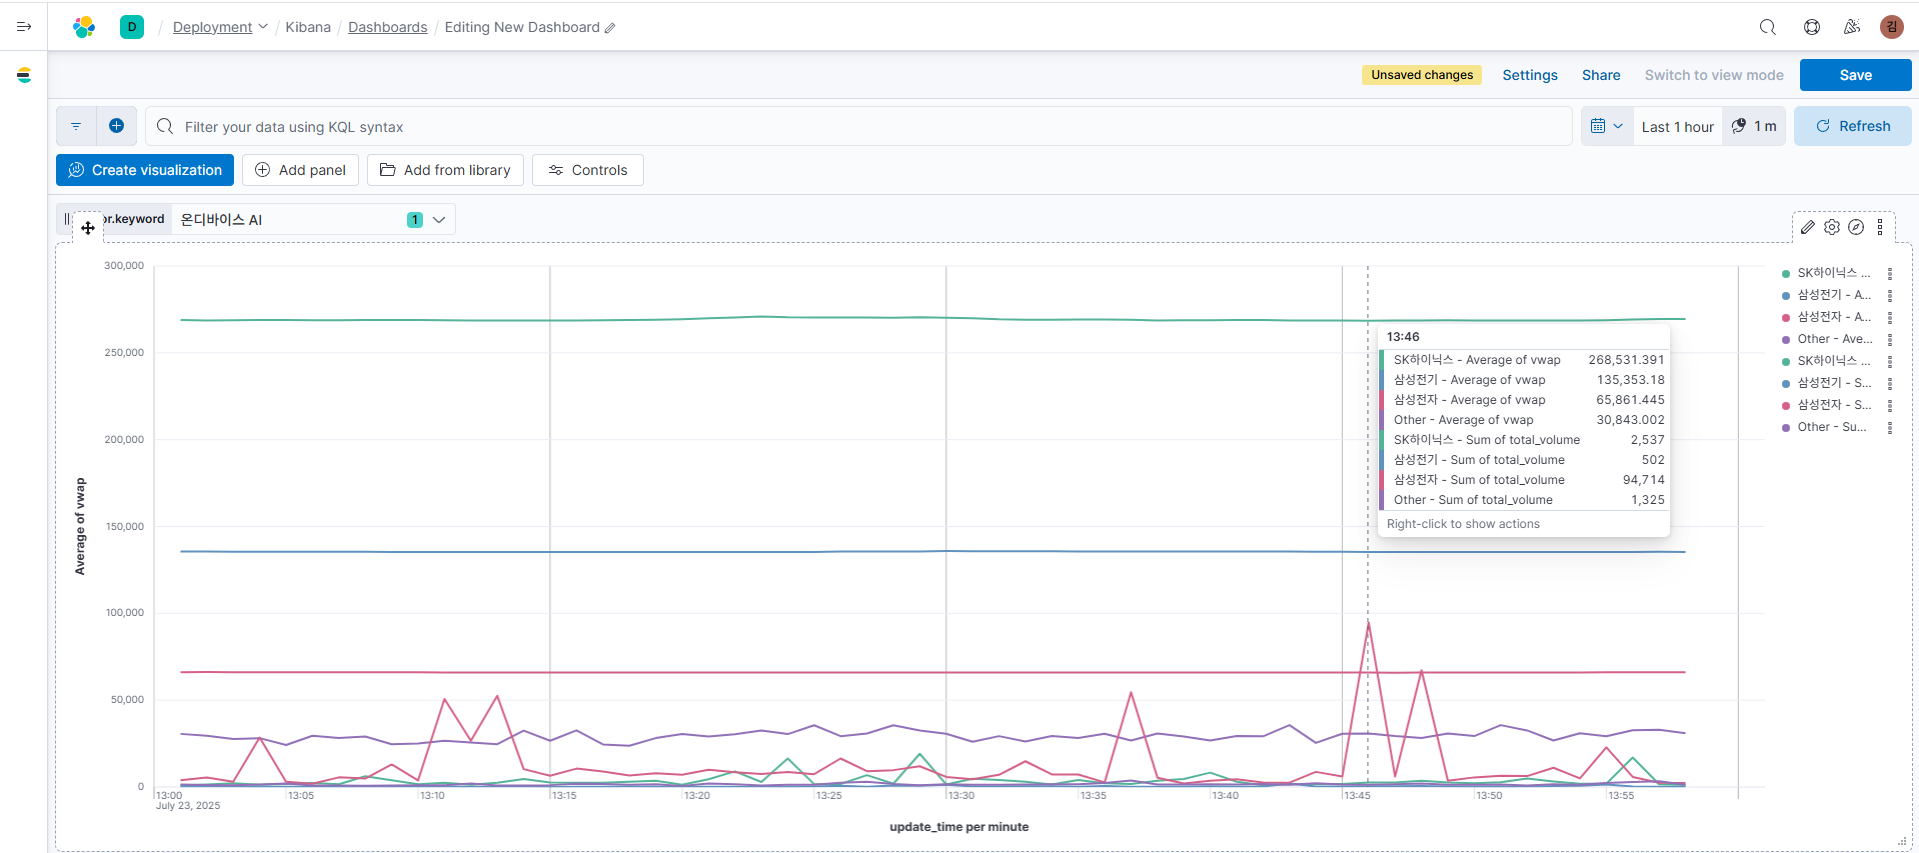 D / Deployment / Kibana / Dashboards / Editing New Dashboard
김
Unsaved changes Settings Share Switch to view mode Save
Filter your data using KQL syntax Last 1 hour 1 m Refresh
Create visualization Add panel Add from library Controls
or.keyword 온디바이스 AI 1
300,000
250,000
200,000
150,000
100,000
50,000
0
Average of vwap
SK하이닉스 ...
삼성전기 - A...
삼성전자 - A...
Other - Ave...
SK하이닉스 ...
삼성전기 - S...
삼성전자 - S...
Other - Su...
13:46
SK하이닉스 - Average of vwap 268,531.391
삼성전기 - Average of vwap 135,353.18
삼성전자 - Average of vwap 65,861.445
Other - Average of vwap 30,843.002
SK하이닉스 - Sum of total_volume 2,537
삼성전기 - Sum of total_volume 502
삼성전자 - Sum of total_volume 94,714
Other - Sum of total_volume 1,325
Right-click to show actions
13:00 13:05 13:10 13:15 13:20 13:25 13:30 13:35 13:40 13:45 13:50 13:55
July 23, 2025
update_time per minute